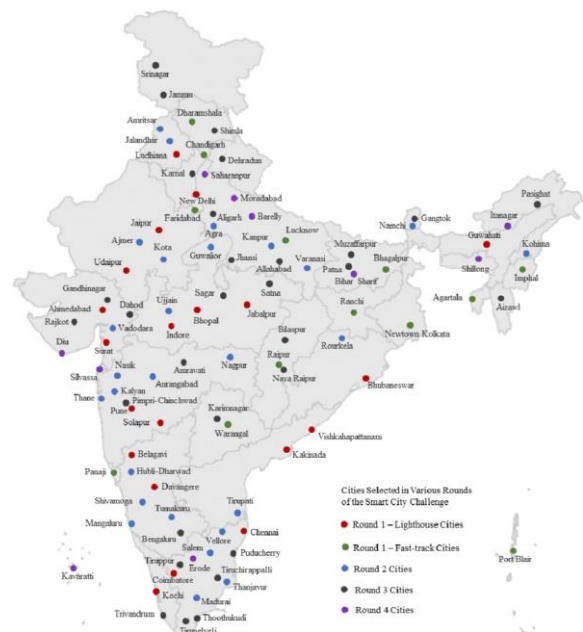 Srinagar
Jammu
Dharamshala
Amritsar
Shimla
Jalandhar
Chandigarh
Ludhiana
Dehradun
Karnal
Saharanpur
Pasighat
New Delhi
Moradabad
Itanagar
Faridabad
Aligarh
Barelly
Gangtok
Jaipur
Agra
Lucknow
Namchi
Guwahati
Ajmer
Kota
Guwalior
Kanpur
Muzaffarpur
Kohima
Udaipur
Jhansi
Varanasi
Patna
Bhagalpur
Shillong
Allahabad
Bihar Sharif
Imphal
Gandhinagar
Sagar
Satna
Agartala
Dahod
Ujjain
Ranchi
Aizawl
Ahmedabad
Rajkot
Vadodara
Bhopal
Jabalpur
Newtown Kolkata
Indore
Bilaspur
Diu
Surat
Rourkela
Raipur
Silvassa
Nasik
Amravati
Nagpur
Naya Raipur
Aurangabad
Bhubaneswar
Kalyan
Thane
Pimpri-Chinchwad
Pune
Karimnagar
Solapur
Warangal
Vishkahapattanam
Belagavi
Kakinada
Panaji
Hubli-Dharwad
Davangere
Cities Selected in Various Rounds
of the Smart City Challenge
Shivamoga
Tumakuru
Tirupati
Round 1 – Lighthouse Cities
Mangaluru
Chennai
Bengaluru
Vellore
Round 1 – Fast-track Cities
Salem
Puducherry
Port Blair
Tirappur
Erode
Round 2 Cities
Kavaratti
Coimbatore
Tiruchirappalli
Thanjavur
Round 3 Cities
Kochi
Madurai
Round 4 Cities
Trivandrum
Thoothukudi